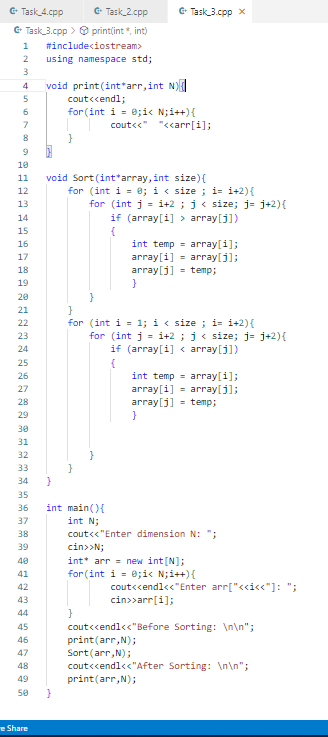 Task_4.cpp Task_2.cpp Task_3.cpp ×
Task_3.cpp > print(int *, int)
1 #include<iostream>
2 using namespace std;
3
4 void print(int*arr,int N){
5 cout<<endl;
6 for(int i = 0;i< N;i++){
7 cout<<"  "<<arr[i];
8 }
9 }
10
11 void Sort(int*array,int size){
12 for (int i = 0; i < size ; i= i+2){
13 for (int j = i+2 ; j < size; j= j+2){
14 if (array[i] > array[j])
15 {
16 int temp = array[i];
17 array[i] = array[j];
18 array[j] = temp;
19 }
20 }
21 }
22 for (int i = 1; i < size ; i= i+2){
23 for (int j = i+2 ; j < size; j= j+2){
24 if (array[i] < array[j])
25 {
26 int temp = array[i];
27 array[i] = array[j];
28 array[j] = temp;
29 }
30
31
32 }
33 }
34 }
35
36 int main(){
37 int N;
38 cout<<"Enter dimension N: ";
39 cin>>N;
40 int* arr = new int[N];
41 for(int i = 0;i< N;i++){
42 cout<<endl<<"Enter arr["<<i<<"]: ";
43 cin>>arr[i];
44 }
45 cout<<endl<<"Before Sorting: \n\n";
46 print(arr,N);
47 Sort(arr,N);
48 cout<<endl<<"After Sorting: \n\n";
49 print(arr,N);
50 }
e Share